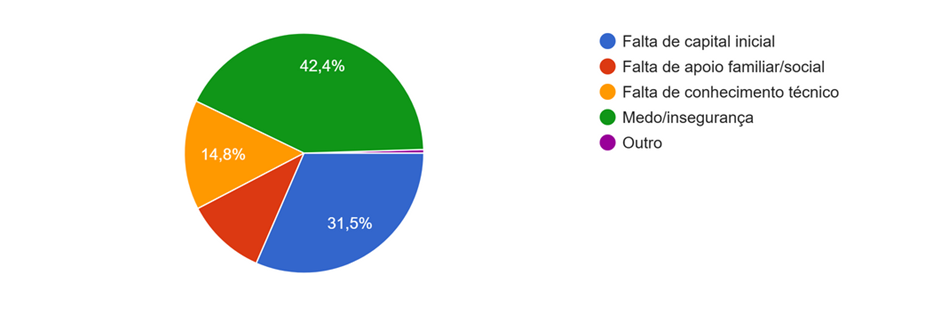 42,4%
14,8%
31,5%
Falta de capital inicial
Falta de apoio familiar/social
Falta de conhecimento técnico
Medo/insegurança
Outro